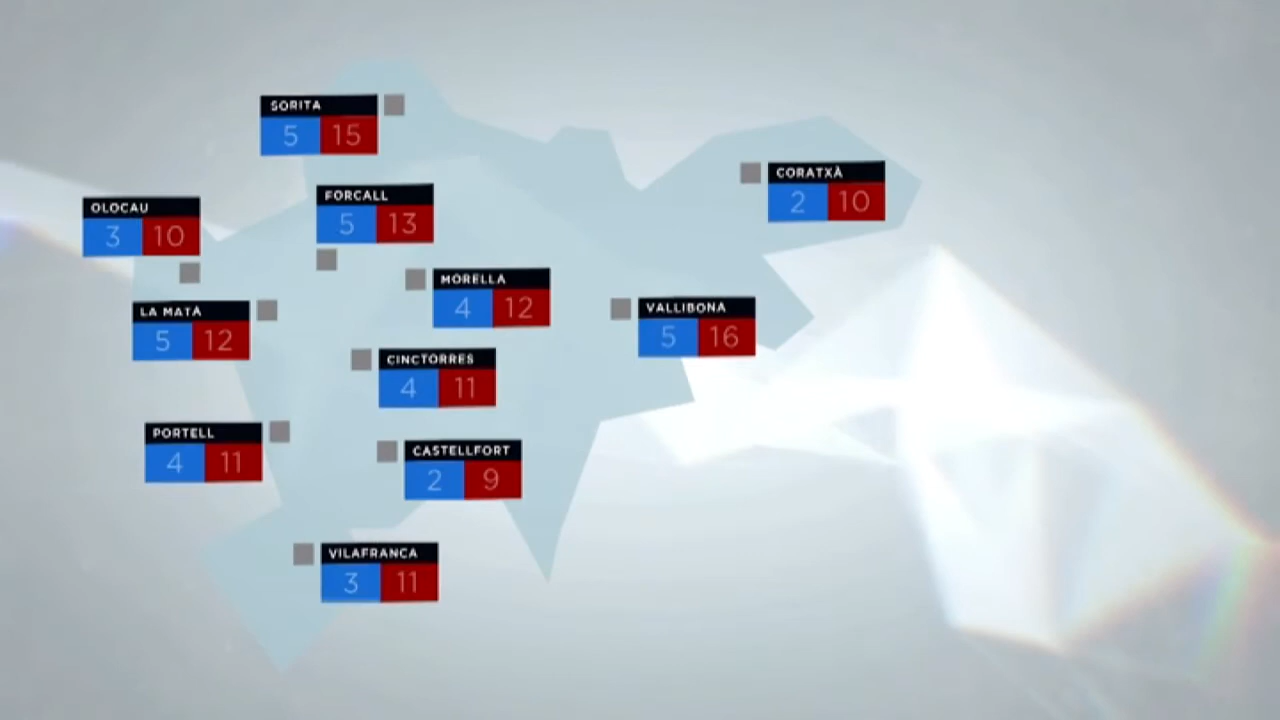 SORITA
5 15
CORATXÀ
2 10
FORCALL
5 13
OLOCAU
3 10
MORELLA
4 12
VALLIBONA
5 16
LA MATA
5 12
CINCTORRES
4 11
PORTELL
4 11
CASTELLFORT
2 9
VILAFRANCA
3 11